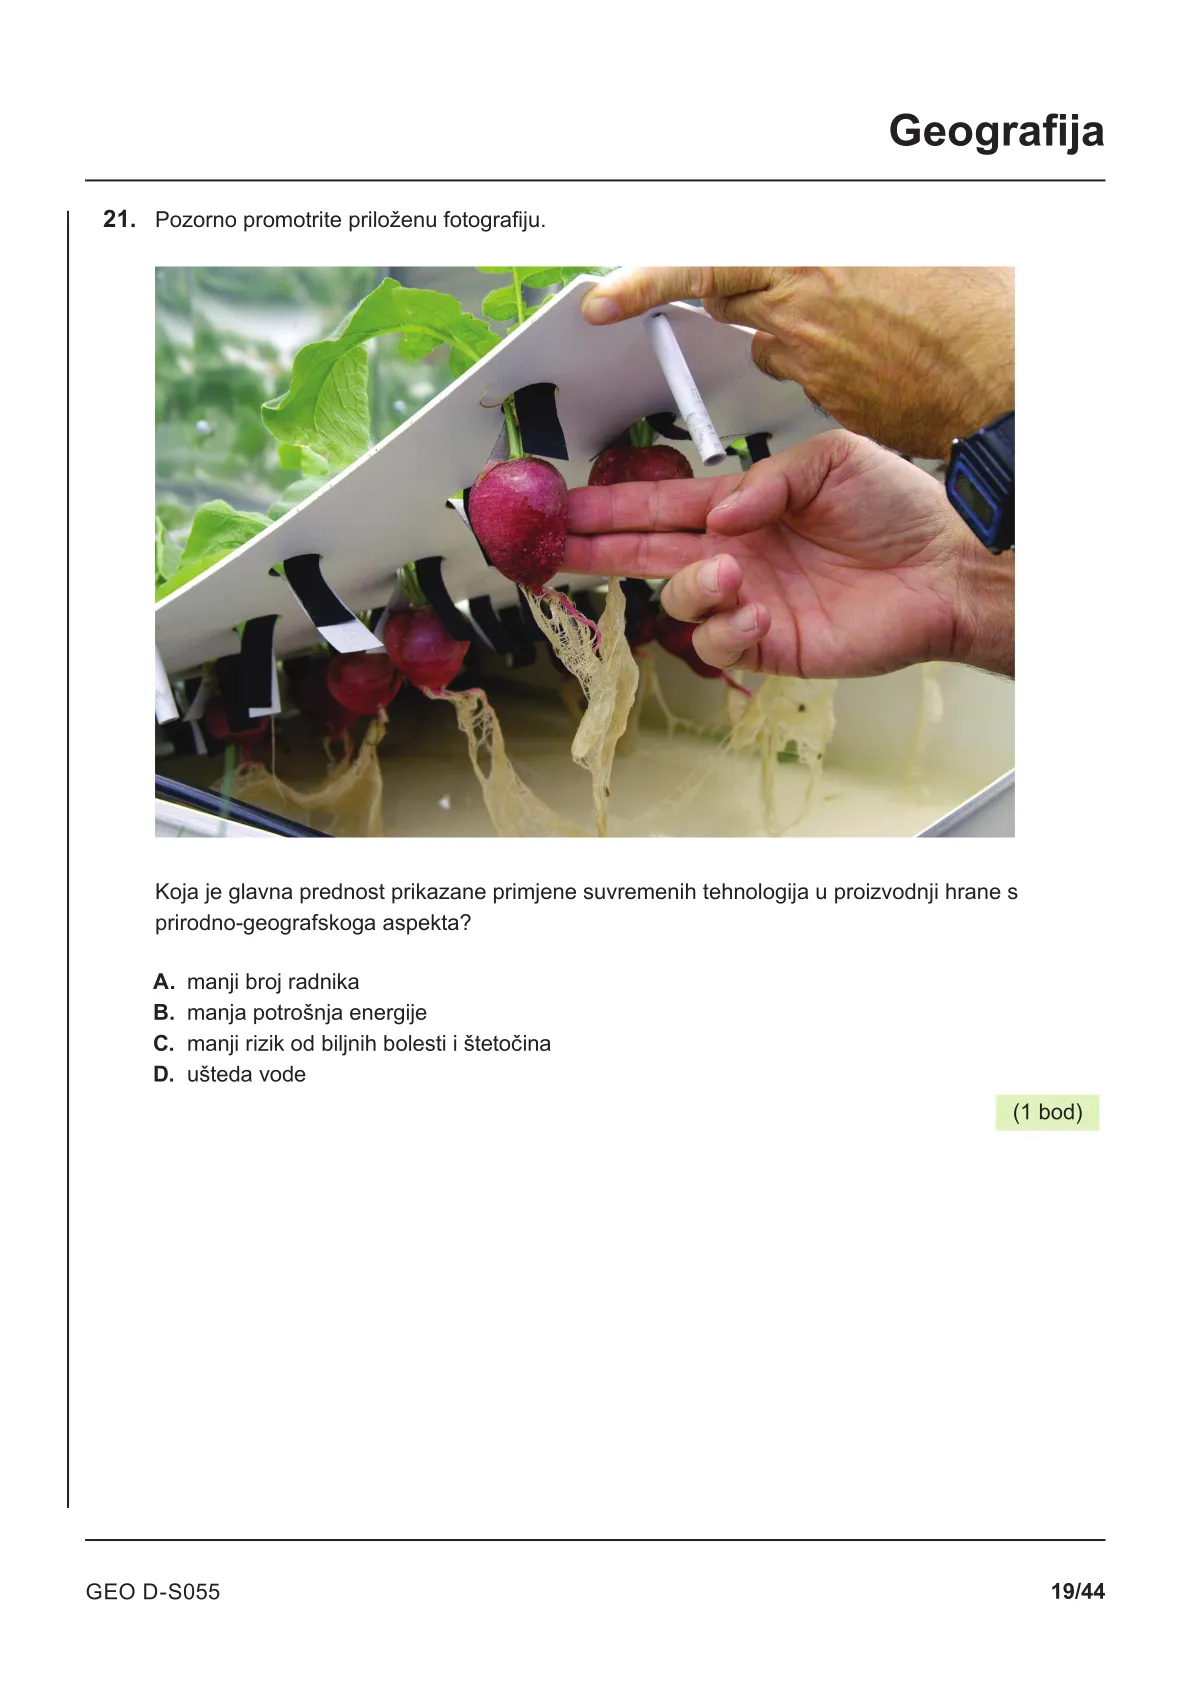 Geografija
21. Pozorno promotrite priloženu fotografiju.
Koja je glavna prednost prikazane primjene suvremenih tehnologija u proizvodnji hrane s
prirodno-geografskoga aspekta?
A. manji broj radnika
B. manja potrošnja energije
C. manji rizik od biljnih bolesti i štetočina
D. ušteda vode
(1 bod)
GEO D-S055
19/44